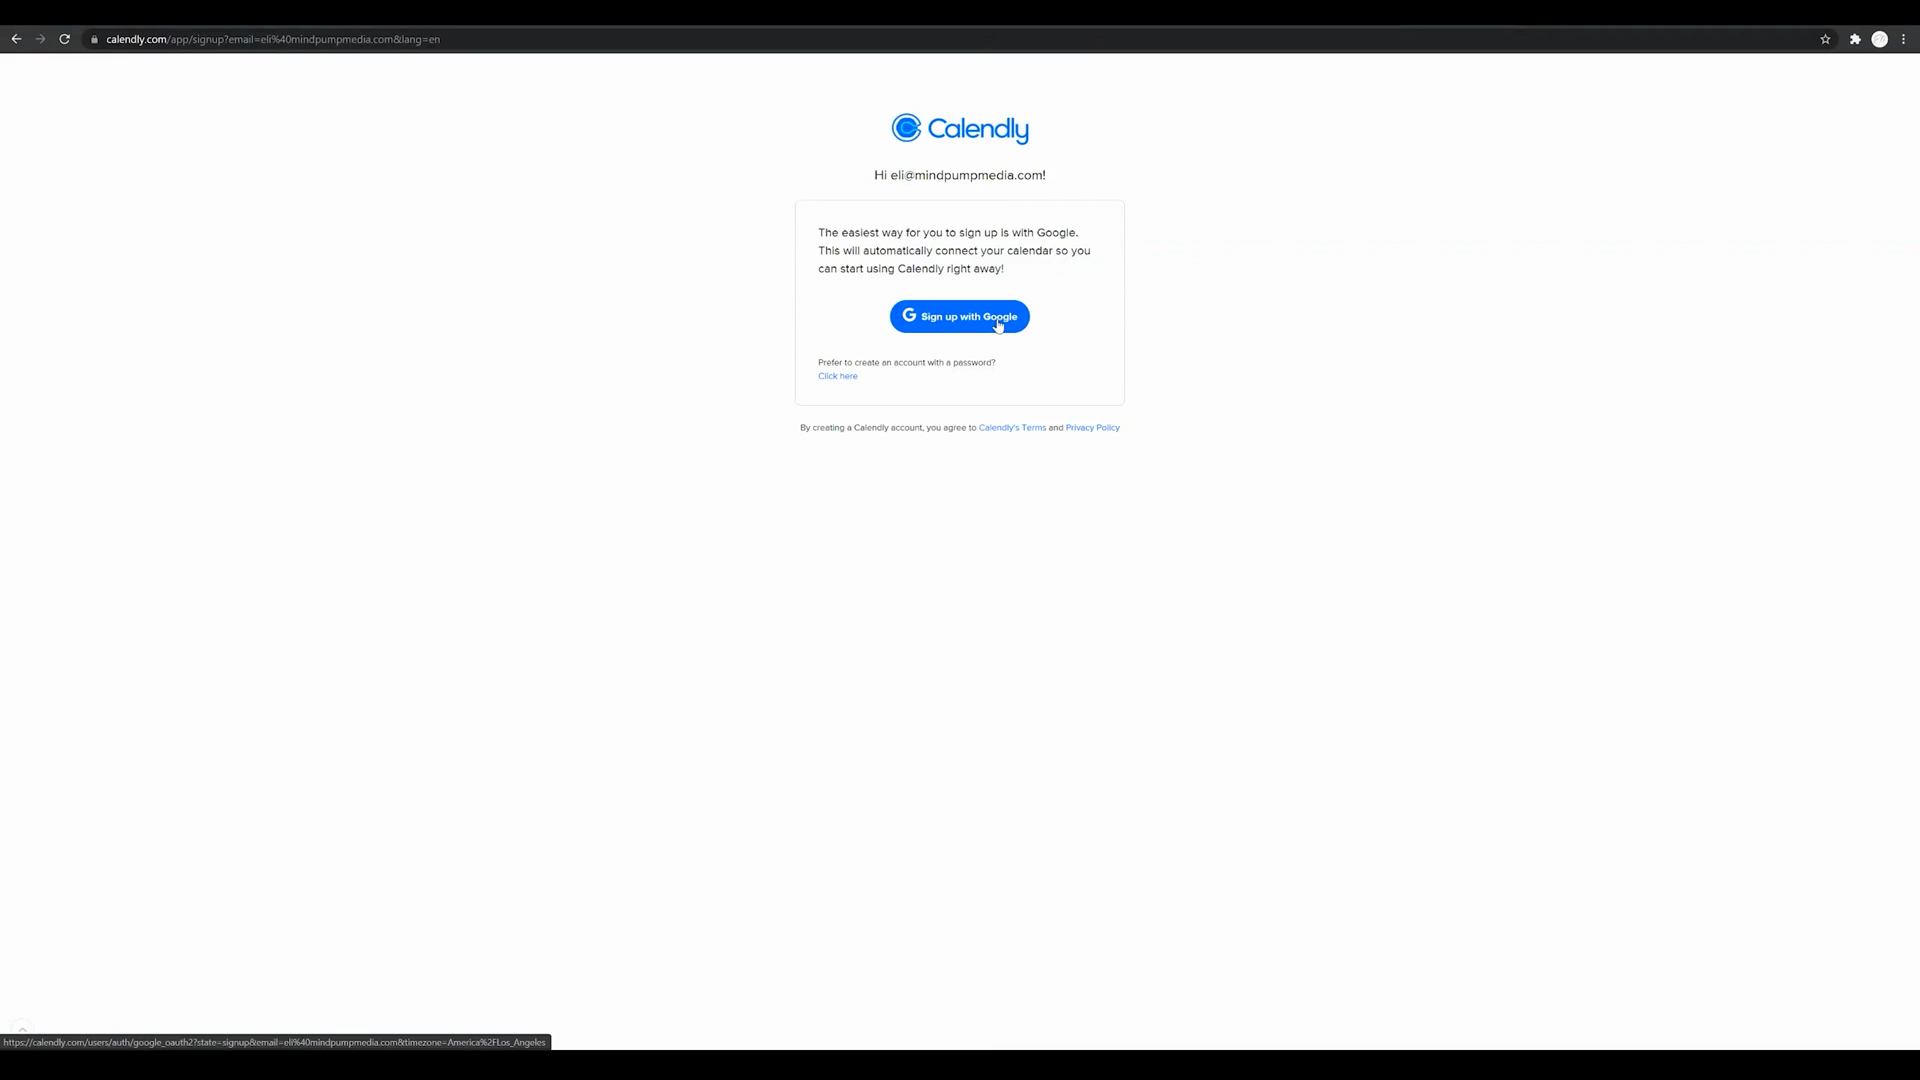 calendly.com/app/signup?email=eli%40mindpumpmedia.com&lang=en
Calendly
Hi eli@mindpumpmedia.com!
The easiest way for you to sign up is with Google.
This will automatically connect your calendar so you
can start using Calendly right away!
G Sign up with Google
Prefer to create an account with a password?
Click here
By creating a Calendly account, you agree to Calendly's Terms and Privacy Policy
https://calendly.com/users/auth/google_oauth2?state=signup&email=eli%40mindpumpmedia.com&timezone=America%2FLos_Angeles